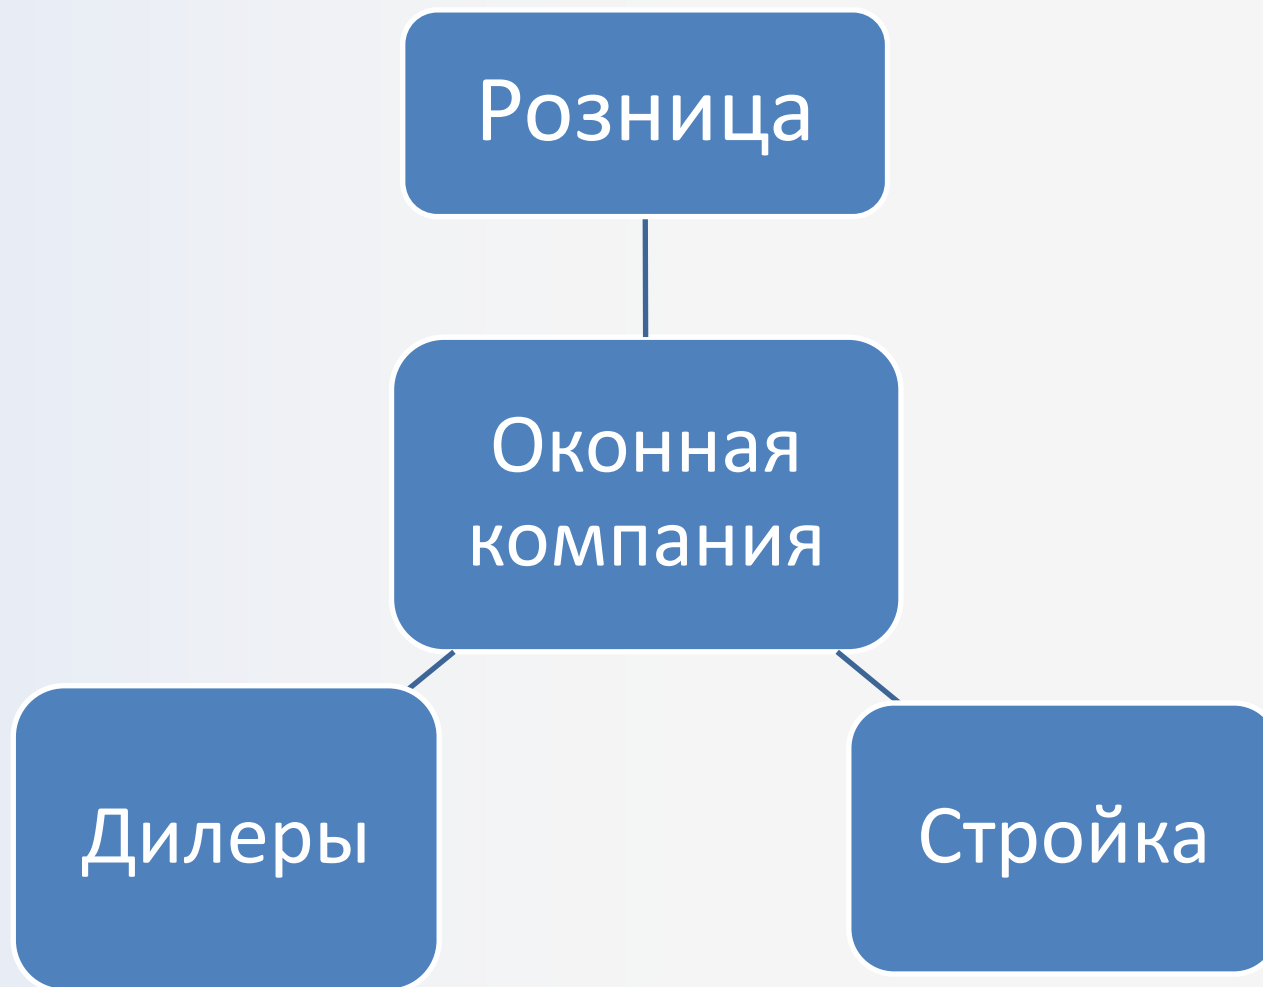 Розница
Оконная
компания
Дилеры
Стройка